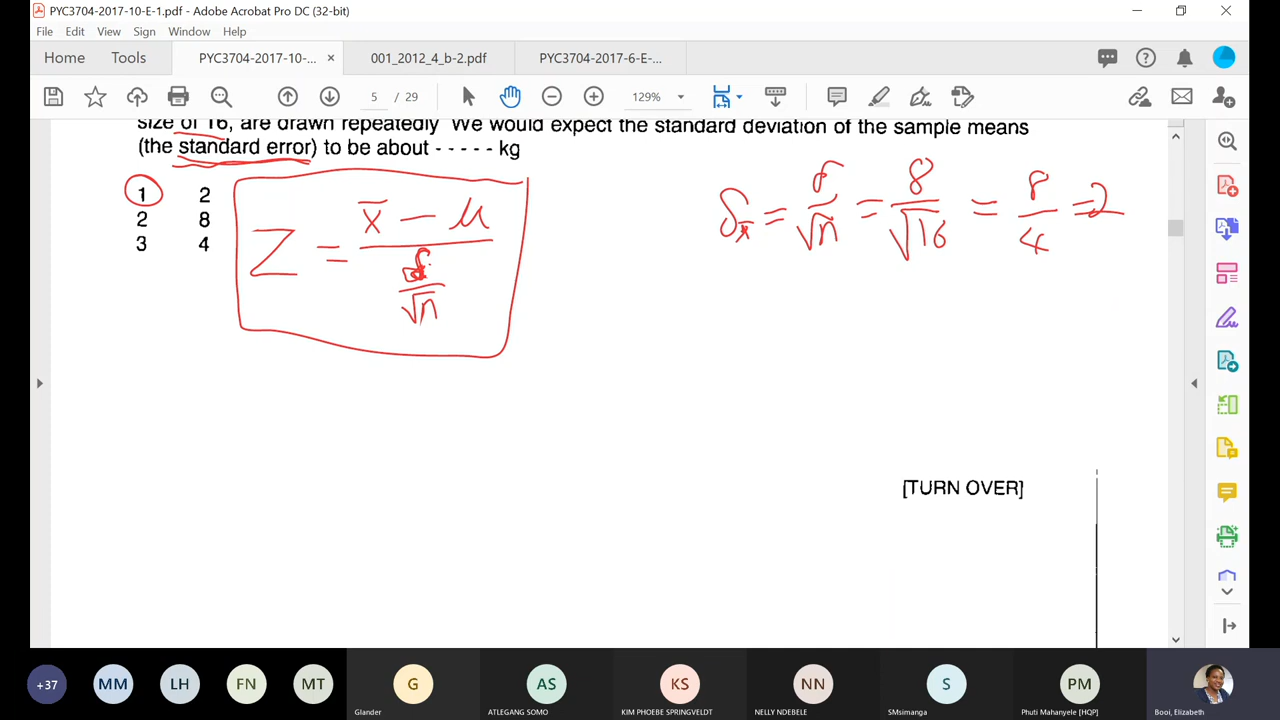 PYC3704-2017-10-E-1.pdf - Adobe Acrobat Pro DC (32-bit)
File Edit View Sign Window Help
Home Tools PYC3704-2017-10-... × 001_2012_4_b-2.pdf PYC3704-2017-6-E-...
5 / 29 129%
size of 16, are drawn repeatedly We would expect the standard deviation of the sample means
(the standard error) to be about - - - - - kg
1 2
2 8
3 4
Z = x̄ − μ / σ/√n
σx̄ = σ/√n = 8/√16 = 8/4 = 2
[TURN OVER]
+37 MM LH FN MT G AS KS NN S PM
Glander ATLEGANG SOMO KIM PHOEBE SPRINGVELDT NELLY NDEBELE SMsimanga Phuti Mahanyele [HQP] Booi, Elizabeth